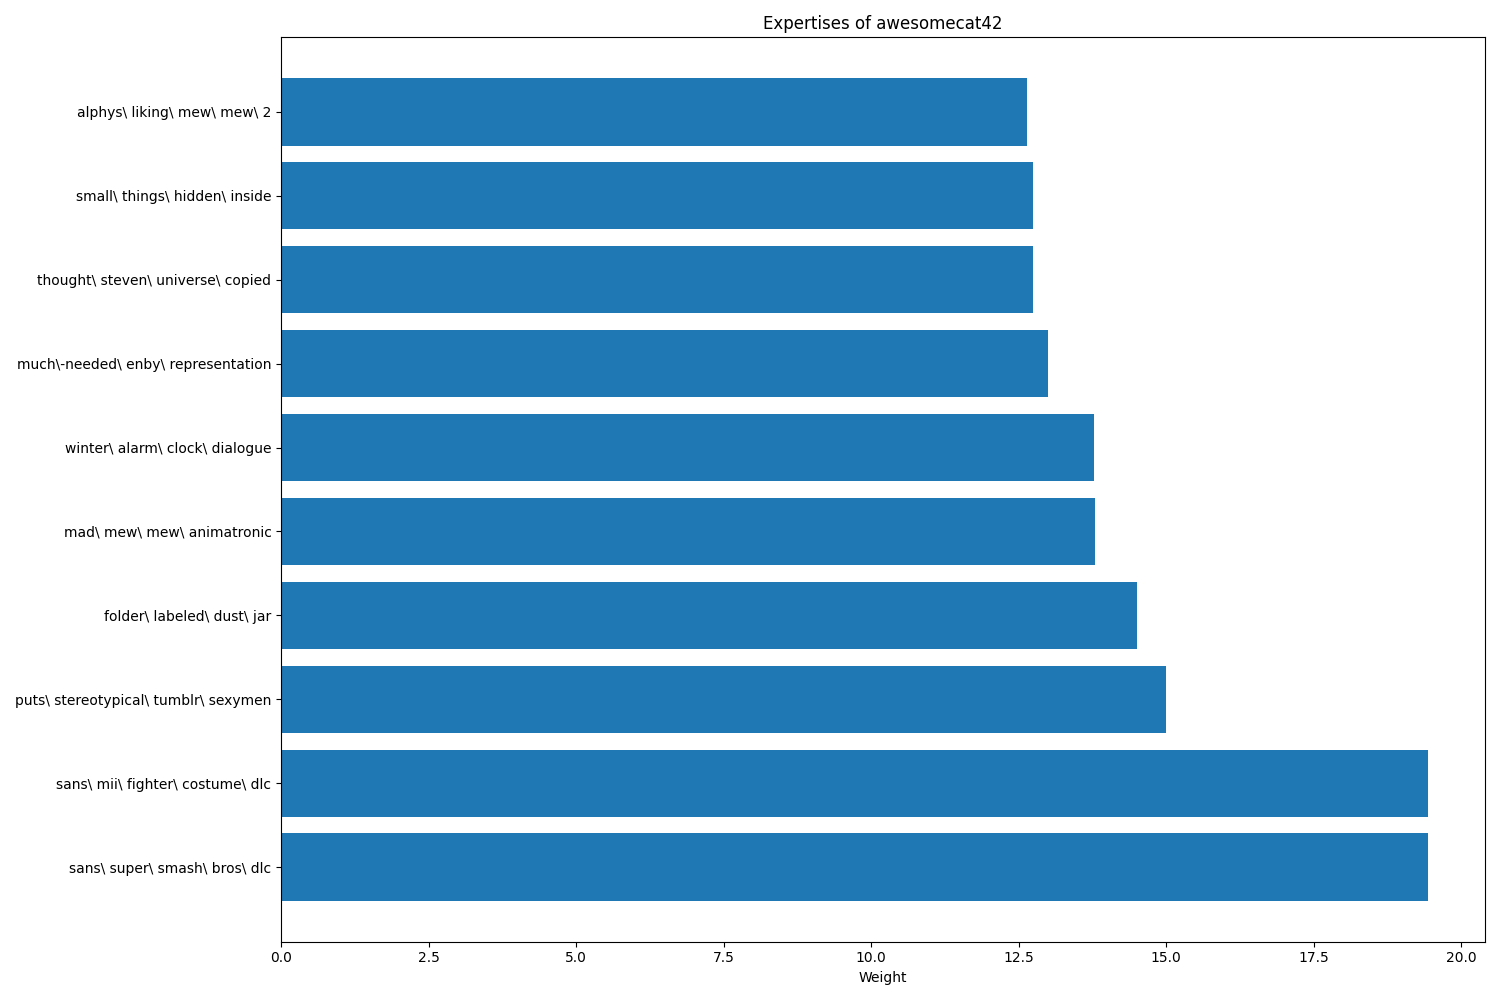 Expertises of awesomecat42
alphys\ liking\ mew\ mew\ 2
small\ things\ hidden\ inside
thought\ steven\ universe\ copied
much\-needed\ enby\ representation
winter\ alarm\ clock\ dialogue
mad\ mew\ mew\ animatronic
folder\ labeled\ dust\ jar
puts\ stereotypical\ tumblr\ sexymen
sans\ mii\ fighter\ costume\ dlc
sans\ super\ smash\ bros\ dlc
0.0 2.5 5.0 7.5 10.0 12.5 15.0 17.5 20.0
Weight